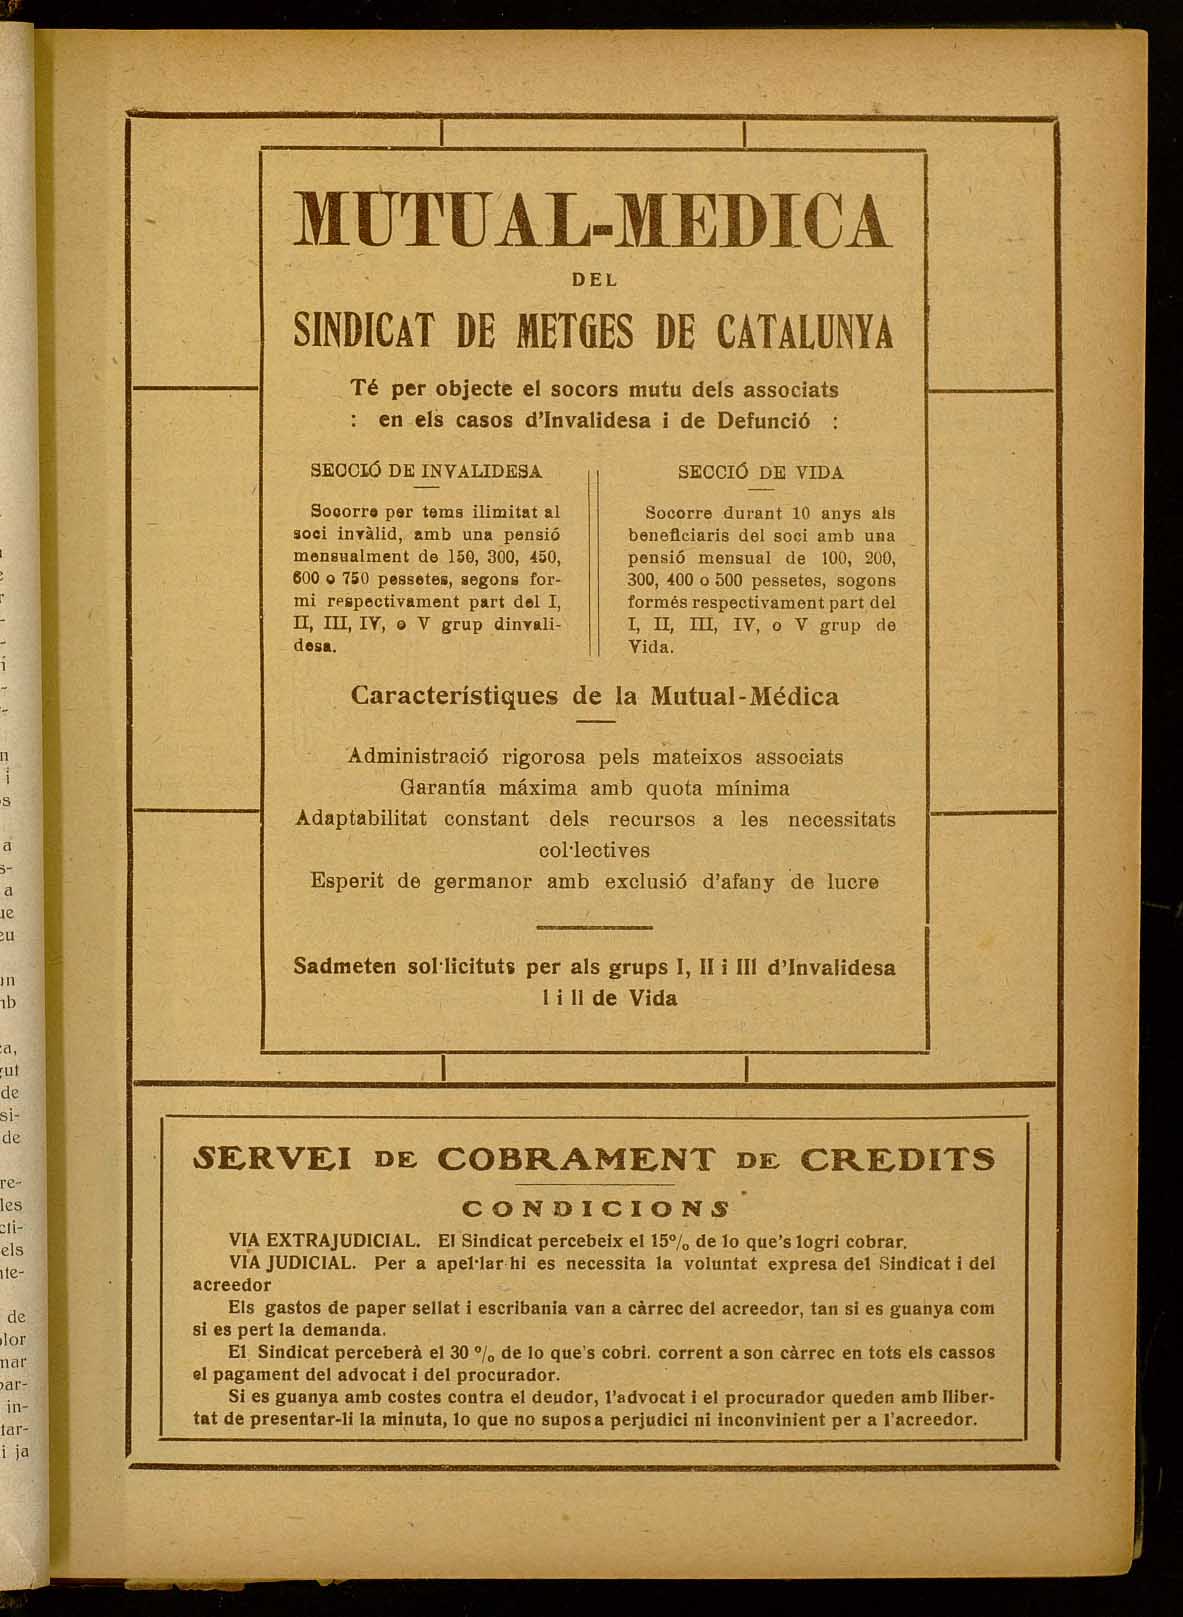 MUTUAL-MEDICA
DEL
SINDICAT DE METGES DE CATALUNYA
Té per objecte el socors mutu dels associats
: en els casos d'Invalidesa i de Defunció :
SECCIÓ DE INVALIDESA
Socorre per tems ilimitat al
soci invàlid, amb una pensió
mensualment de 150, 300, 450,
600 o 750 pessetes, segons for-
mi respectivament part del I,
II, III, IV, o V grup dinvali-
desa.
SECCIÓ DE VIDA
Socorre durant 10 anys als
beneficiaris del soci amb una
pensió mensual de 100, 200,
300, 400 o 500 pessetes, sogons
formés respectivament part del
I, II, III, IV, o V grup de
Vida.
Característiques de la Mutual-Médica
Administració rigorosa pels mateixos associats
Garantía máxima amb quota mínima
Adaptabilitat constant dels recursos a les necessitats
col·lectives
Esperit de germanor amb exclusió d'afany de lucre
Sadmeten sol·licituts per als grups I, II i III d'Invalidesa
I i II de Vida
SERVEI DE COBRAMENT DE CREDITS
CONDICIONS
VIA EXTRAJUDICIAL. El Sindicat percebeix el 15% de lo que's logri cobrar.
VIA JUDICIAL. Per a apel·lar hi es necessita la voluntat expresa del Sindicat i del
acreedor
Els gastos de paper sellat i escribania van a càrrec del acreedor, tan si es guanya com
si es pert la demanda.
El Sindicat perceberà el 30 % de lo que's cobri. corrent a son càrrec en tots els cassos
el pagament del advocat i del procurador.
Si es guanya amb costes contra el deudor, l'advocat i el procurador queden amb llliber-
tat de presentar-li la minuta, lo que no suposa perjudici ni inconvinient per a l'acreedor.